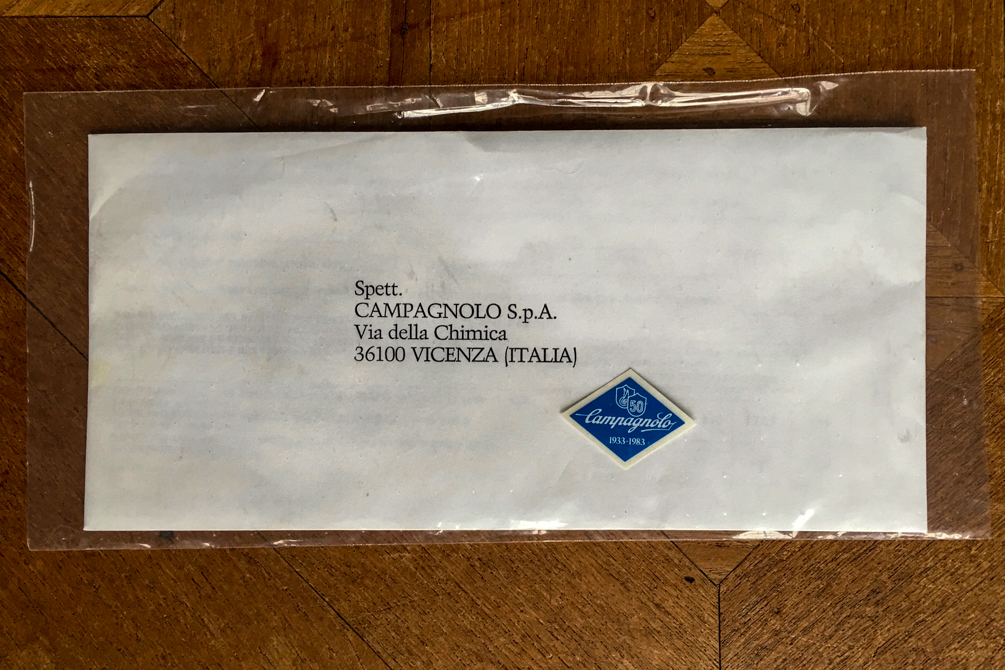 Spett.
CAMPAGNOLO S.p.A.
Via della Chimica
36100 VICENZA (ITALIA)
50
Campagnolo
1933-1983